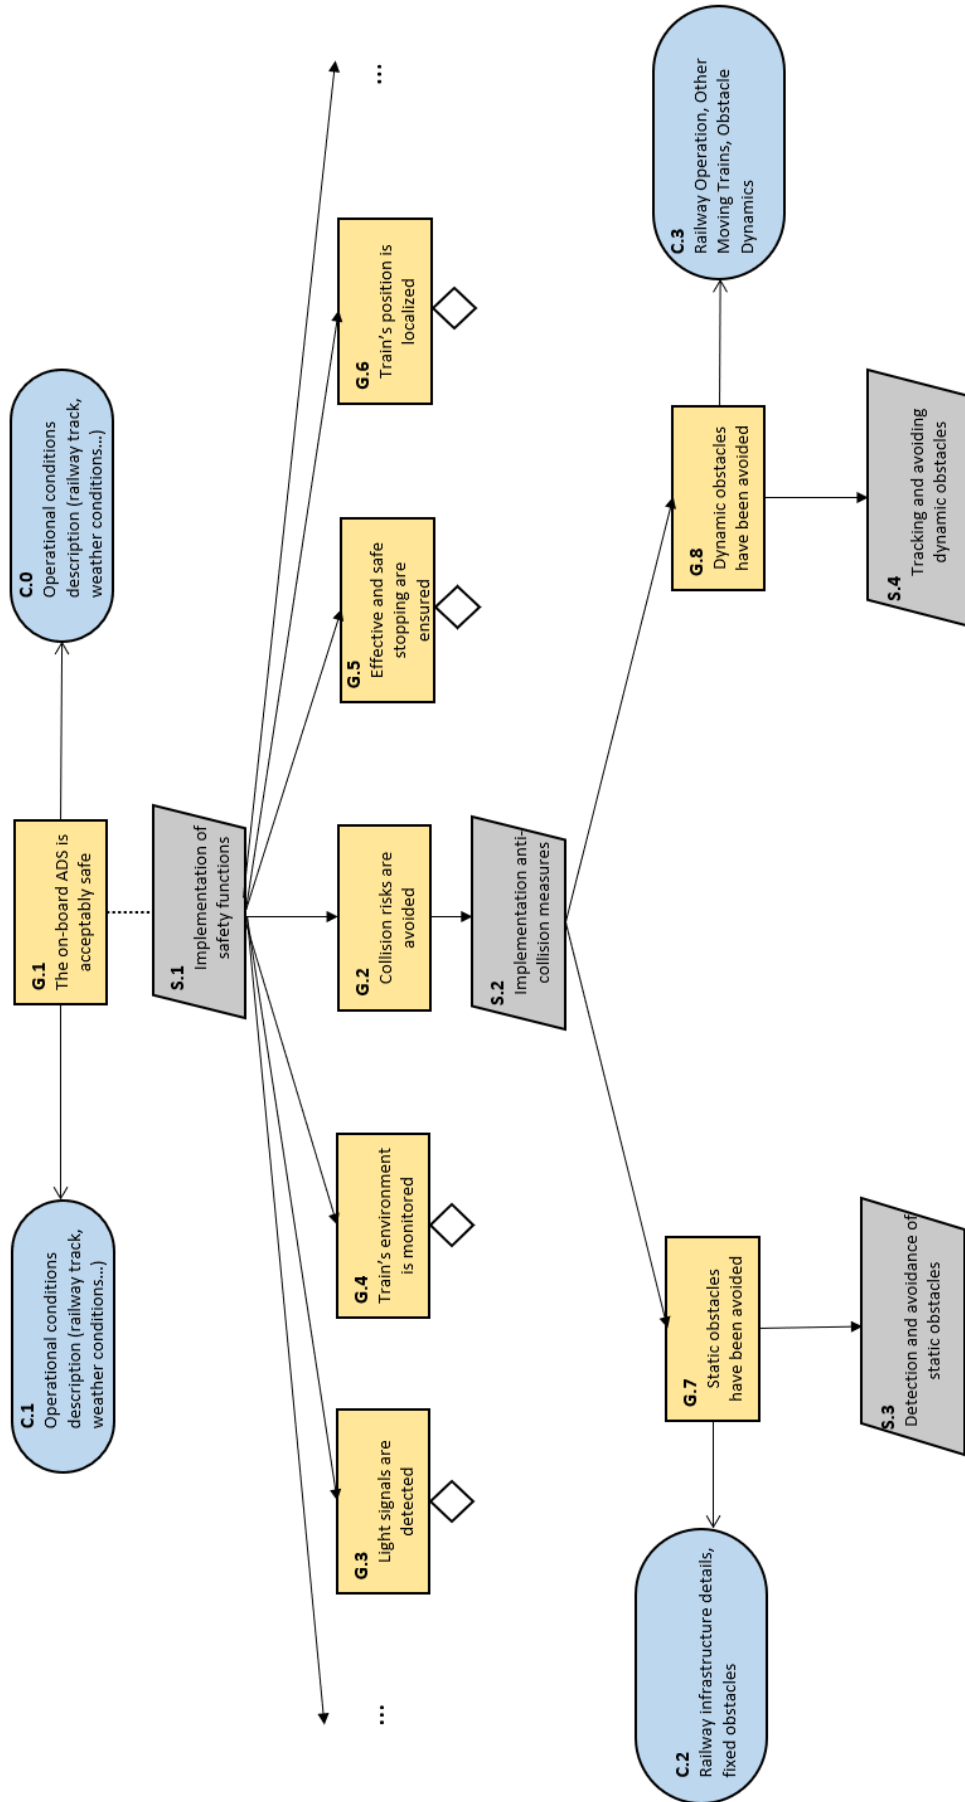 C.1
Operational conditions
description (railway track,
weather conditions...)
G.1
The on-board ADS is
acceptably safe
C.0
Operational conditions
description (railway track,
weather conditions...)
S.1
Implementation of
safety functions
...
G.3
Light signals are
detected
G.4
Train's environment
is monitored
G.2
Collision risks are
avoided
G.5
Effective and safe
stopping are
ensured
G.6
Train's position is
localized
...
S.2
Implementation anti-
collision measures
C.2
Railway infrastructure details,
fixed obstacles
G.7
Static obstacles
have been avoided
G.8
Dynamic obstacles
have been avoided
C.3
Railway Operation, Other
Moving Trains, Obstacle
Dynamics
S.3
Detection and avoidance of
static obstacles
S.4
Tracking and avoiding
dynamic obstacles